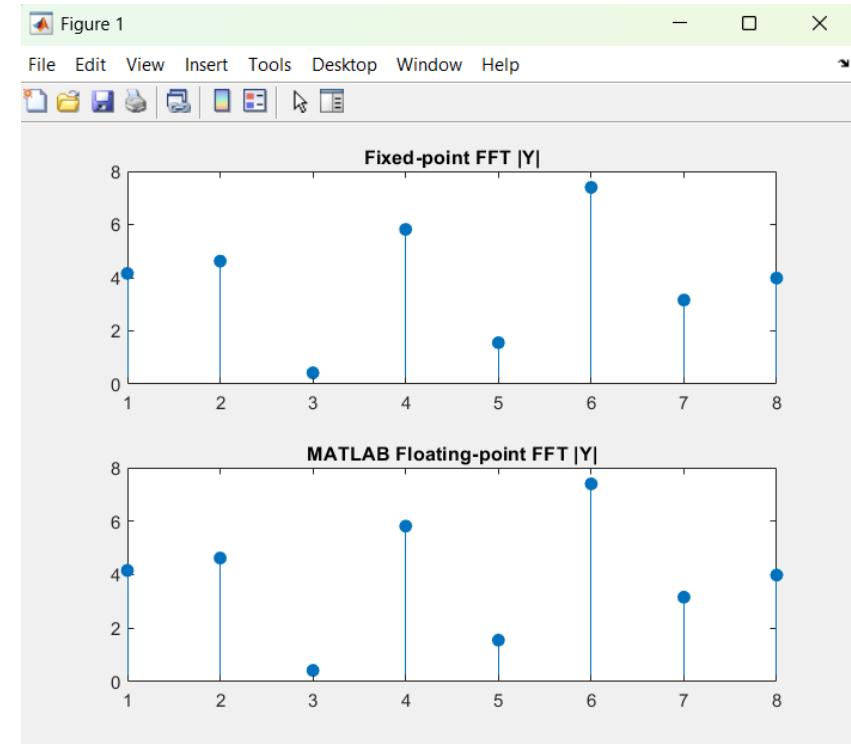 Figure 1
File Edit View Insert Tools Desktop Window Help
Fixed-point FFT |Y|
8
6
4
2
0
1 2 3 4 5 6 7 8
MATLAB Floating-point FFT |Y|
8
6
4
2
0
1 2 3 4 5 6 7 8